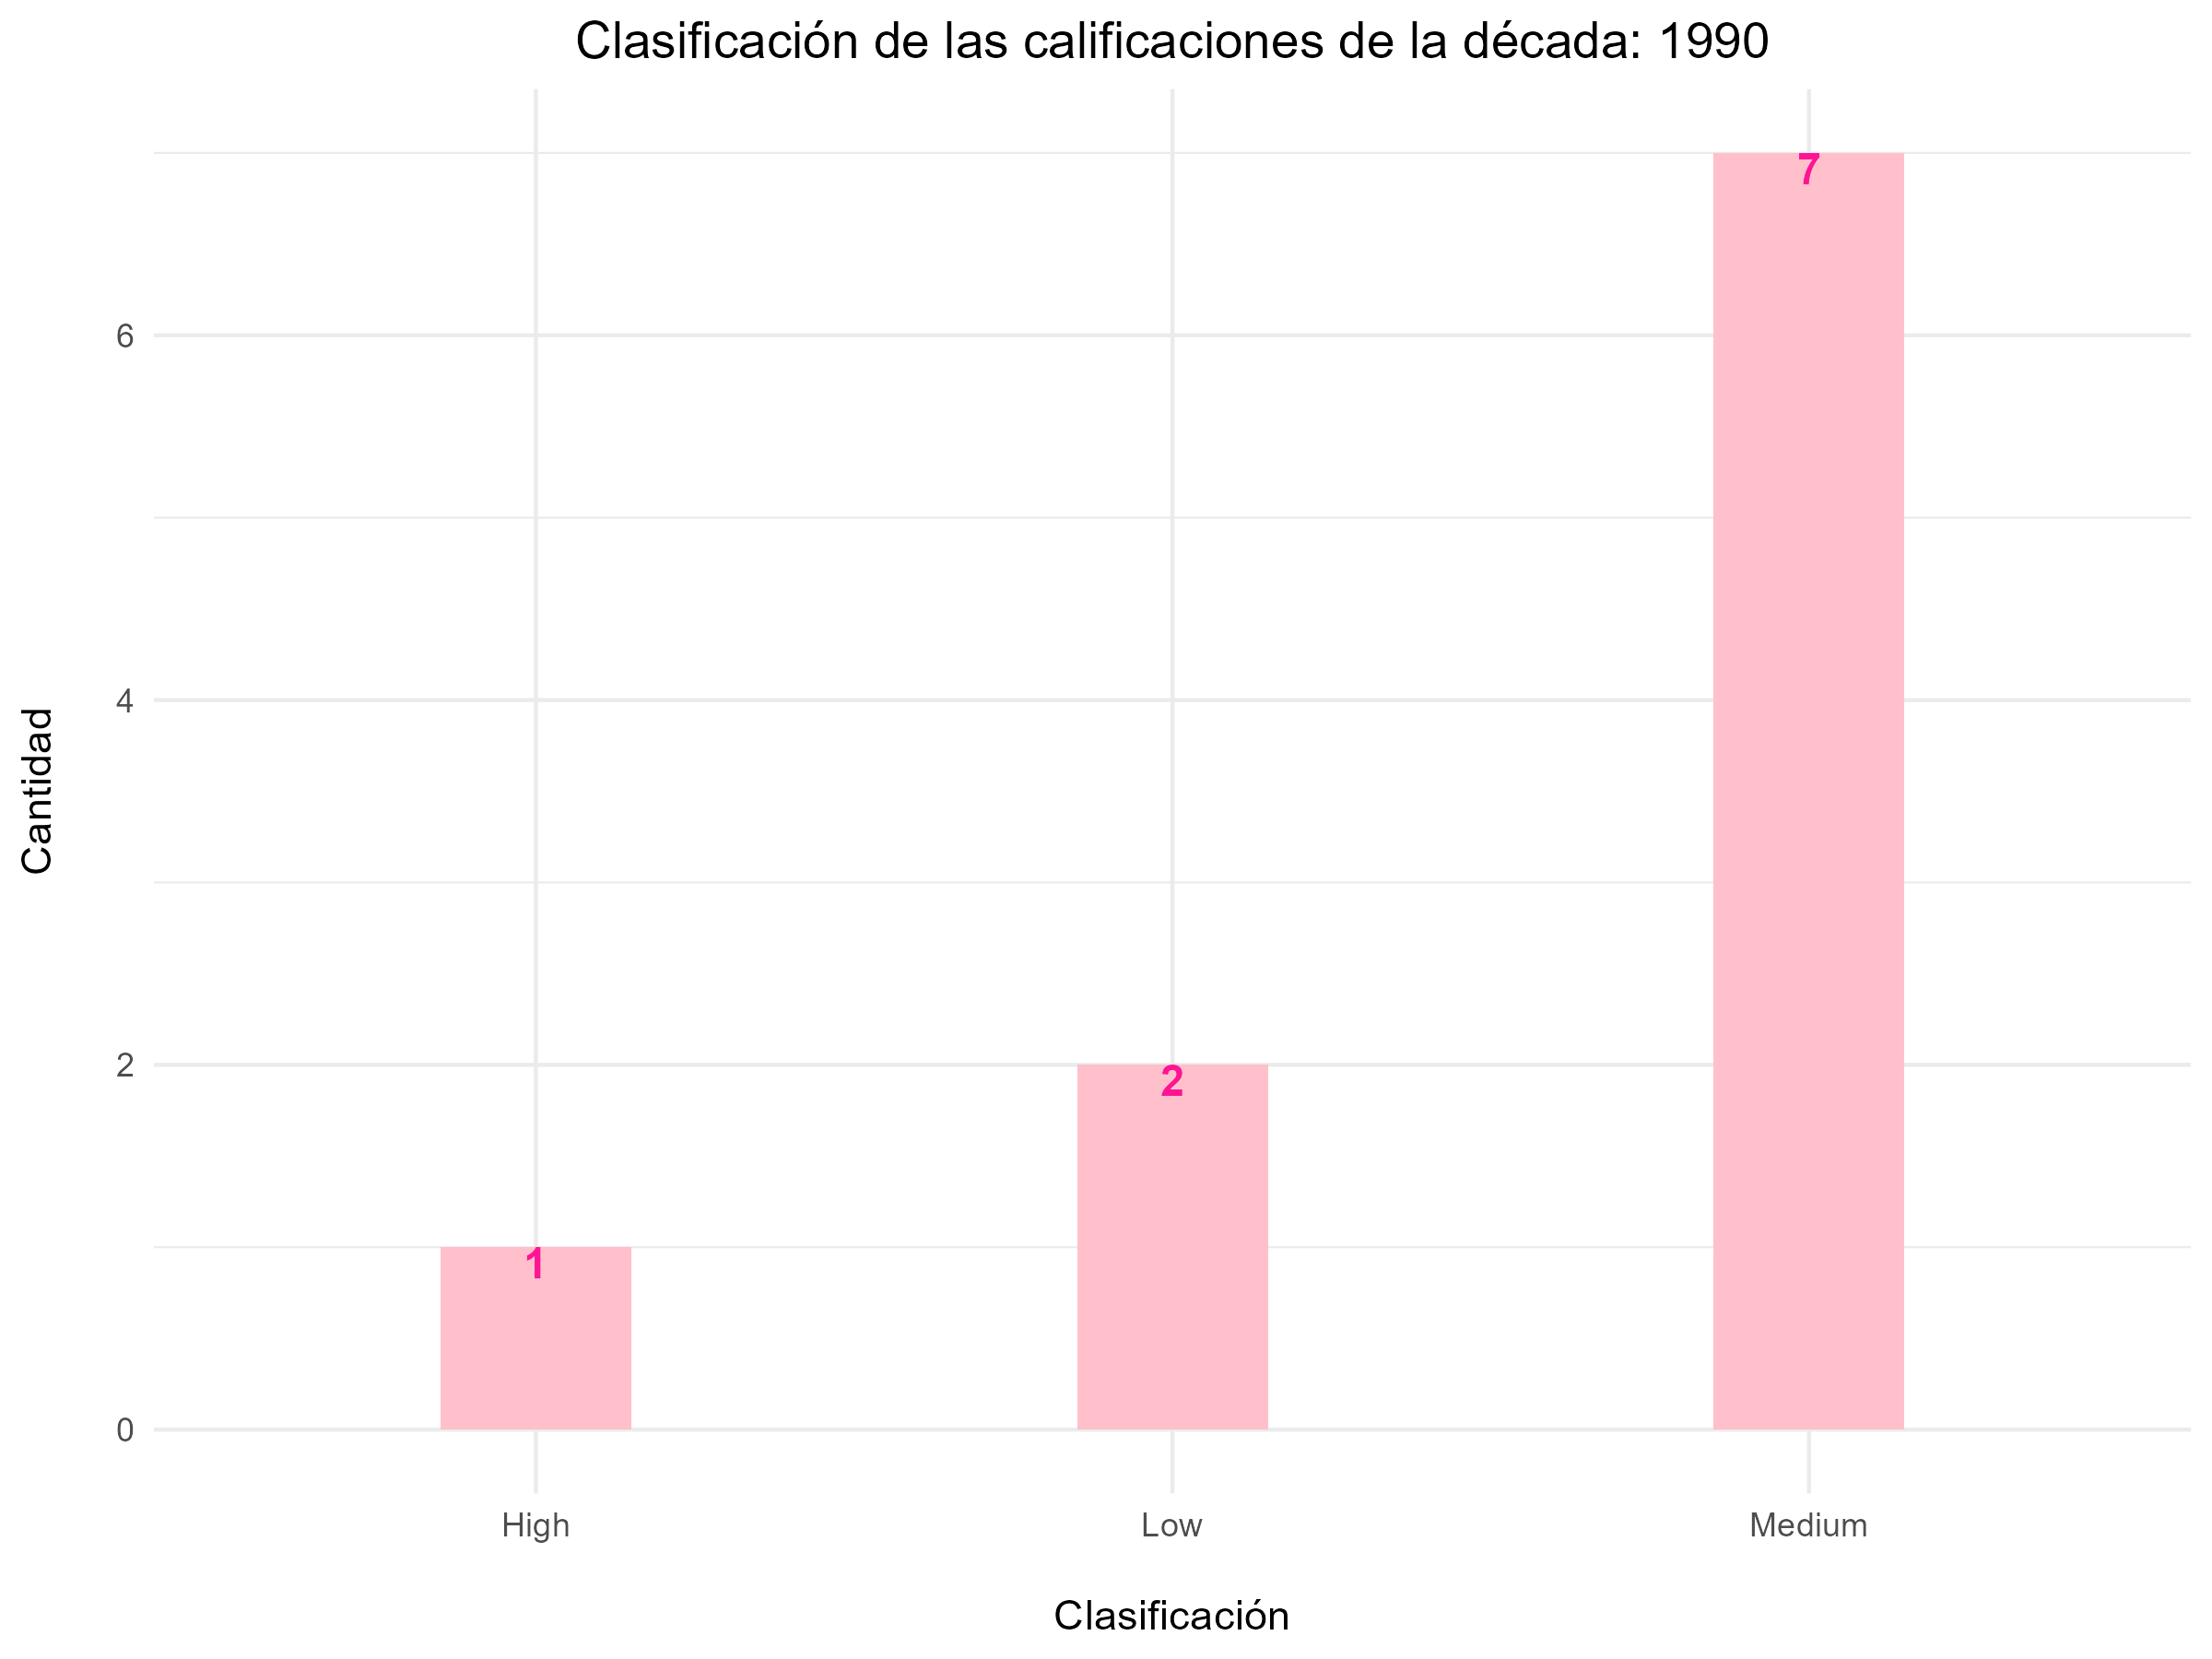 Clasificación de las calificaciones de la década: 1990
7
6
4
2
2
1
0
Cantidad
High
Low
Medium
Clasificación